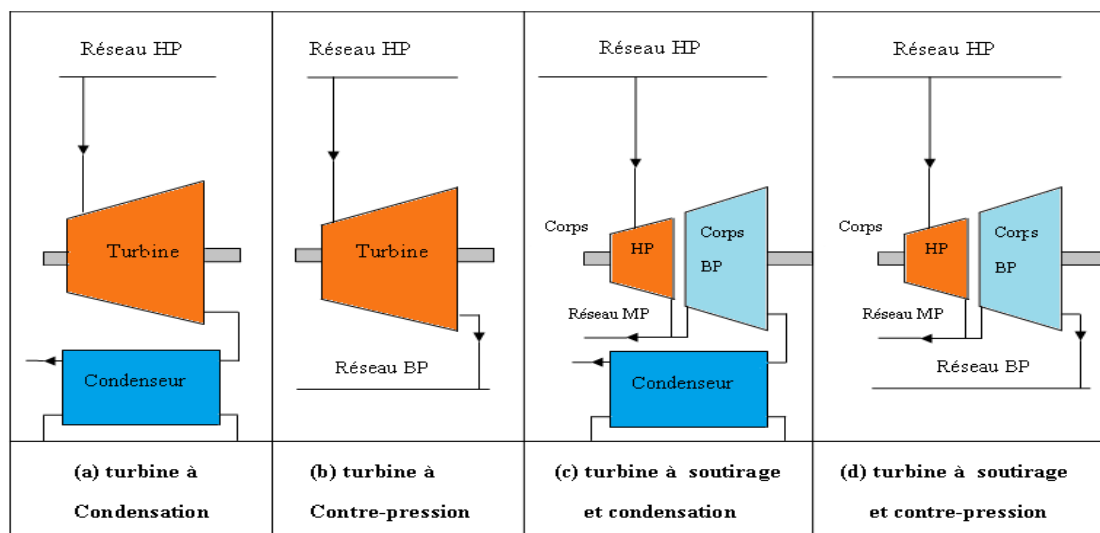 Réseau HP
Turbine
Condenseur
(a) turbine à
Condensation
Réseau HP
Turbine
Réseau BP
(b) turbine à
Contre-pression
Réseau HP
Corps
HP
Corps
BP
Réseau MP
Condenseur
(c) turbine à soutirage
et condensation
Réseau HP
Corps
HP
Corps
BP
Réseau MP
Réseau BP
(d) turbine à soutirage
et contre-pression